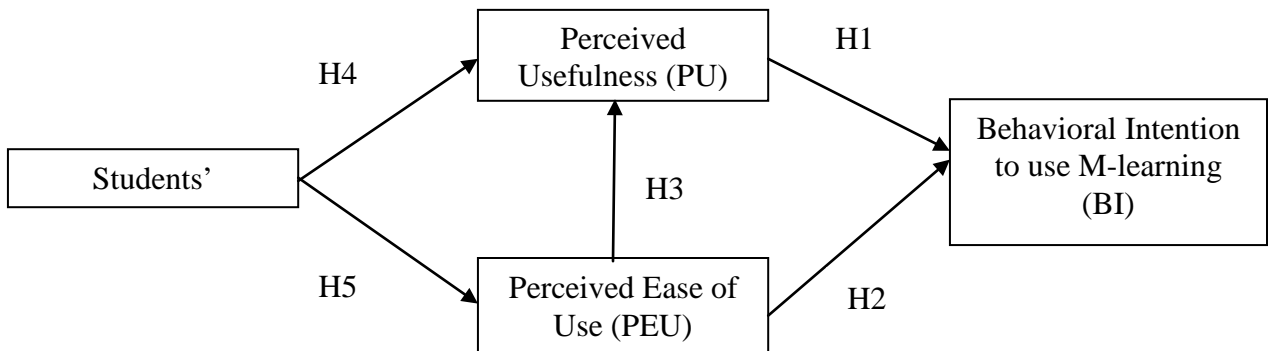 Perceived
Usefulness (PU)
H1
H4
Behavioral Intention
to use M-learning
(BI)
Students’
H3
H5
Perceived Ease of
Use (PEU)
H2